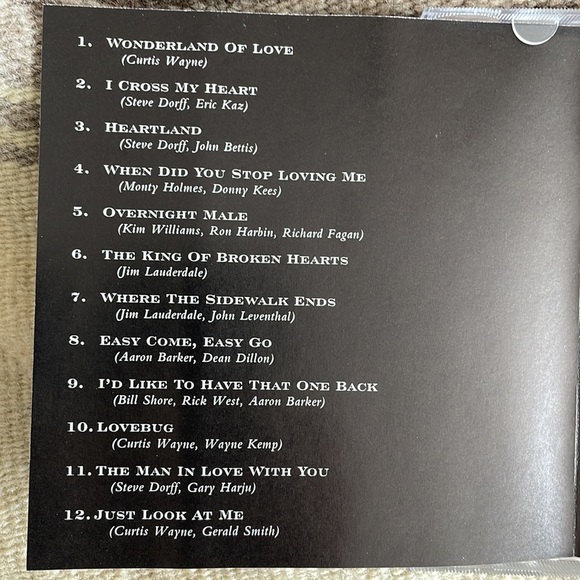 1. Wonderland Of Love
(Curtis Wayne)
2. I Cross My Heart
(Steve Dorff, Eric Kaz)
3. Heartland
(Steve Dorff, John Bettis)
4. When Did You Stop Loving Me
(Monty Holmes, Donny Kees)
5. Overnight Male
(Kim Williams, Ron Harbin, Richard Fagan)
6. The King Of Broken Hearts
(Jim Lauderdale)
7. Where The Sidewalk Ends
(Jim Lauderdale, John Leventhal)
8. Easy Come, Easy Go
(Aaron Barker, Dean Dillon)
9. I'd Like To Have That One Back
(Bill Shore, Rick West, Aaron Barker)
10. Lovebug
(Curtis Wayne, Wayne Kemp)
11. The Man In Love With You
(Steve Dorff, Gary Harju)
12. Just Look At Me
(Curtis Wayne, Gerald Smith)